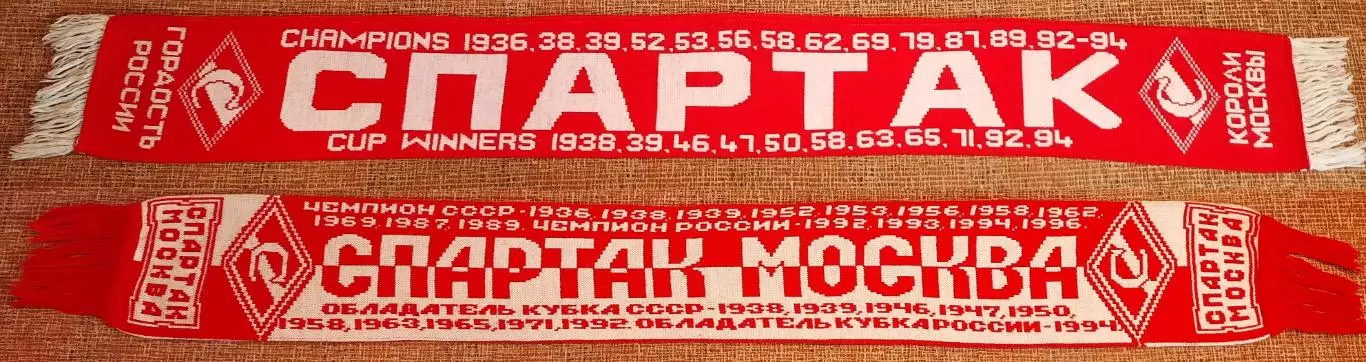 ГОРДОСТЬ
РОССИИ
CHAMPIONS 1936,38,39,52,53,56,58,62,69,79,87,89,92-94
СПАРТАК
CUP WINNERS 1938,39,46,47,50,58,63,65,71,92,94
КОРОЛИ
МОСКВЫ
СПАРТАК
МОСКВА
ЧЕМПИОН СССР-1936,1938,1939,1952,1953,1956,1958,1962,
1969,1987,1989. ЧЕМПИОН РОССИИ-1992,1993,1994,1996.
СПАРТАК МОСКВА
ОБЛАДАТЕЛЬ КУБКА СССР-1938,1939,1946,1947,1950,
1958,1963,1965,1971,1992. ОБЛАДАТЕЛЬ КУБКА РОССИИ-1994.
СПАРТАК
МОСКВА